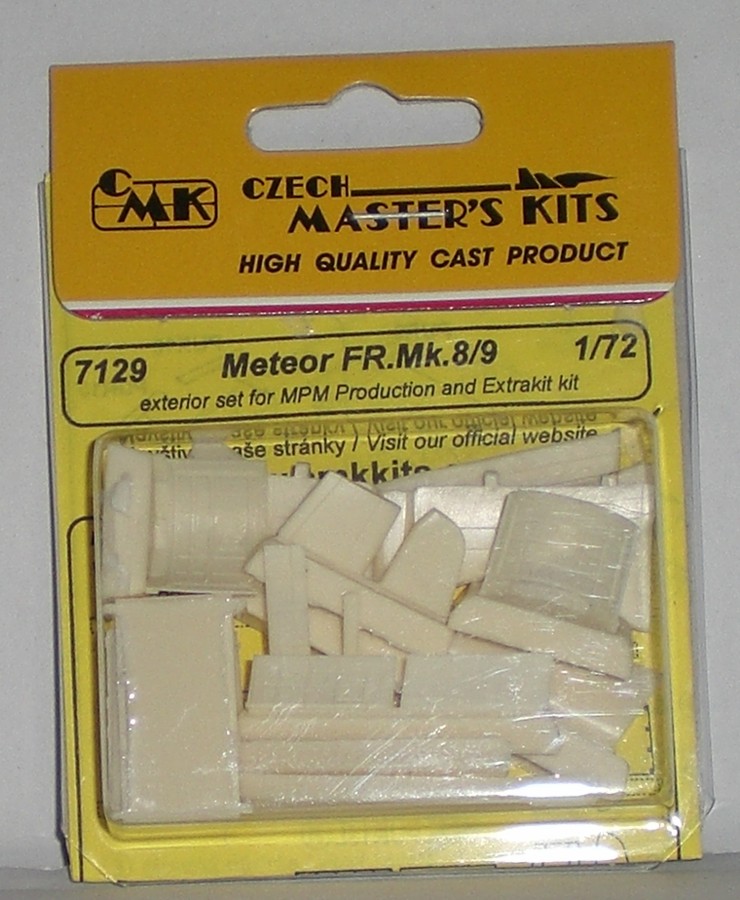 CMK
CZECH
MASTER'S KITS
HIGH QUALITY CAST PRODUCT
7129 Meteor FR.Mk.8/9 1/72
exterior set for MPM Production and Extrakit kit
stránky / Visit our official website